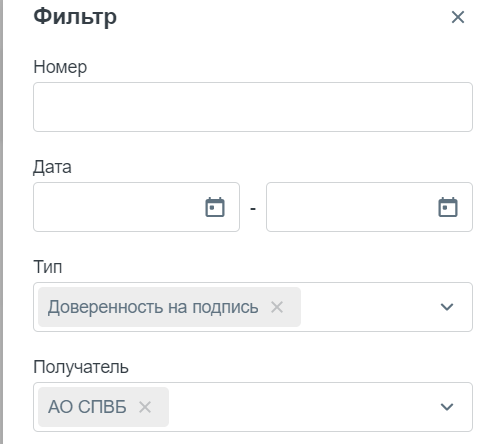 Фильтр
Номер
Дата
-
Тип
Доверенность на подпись
Получатель
АО СПВБ